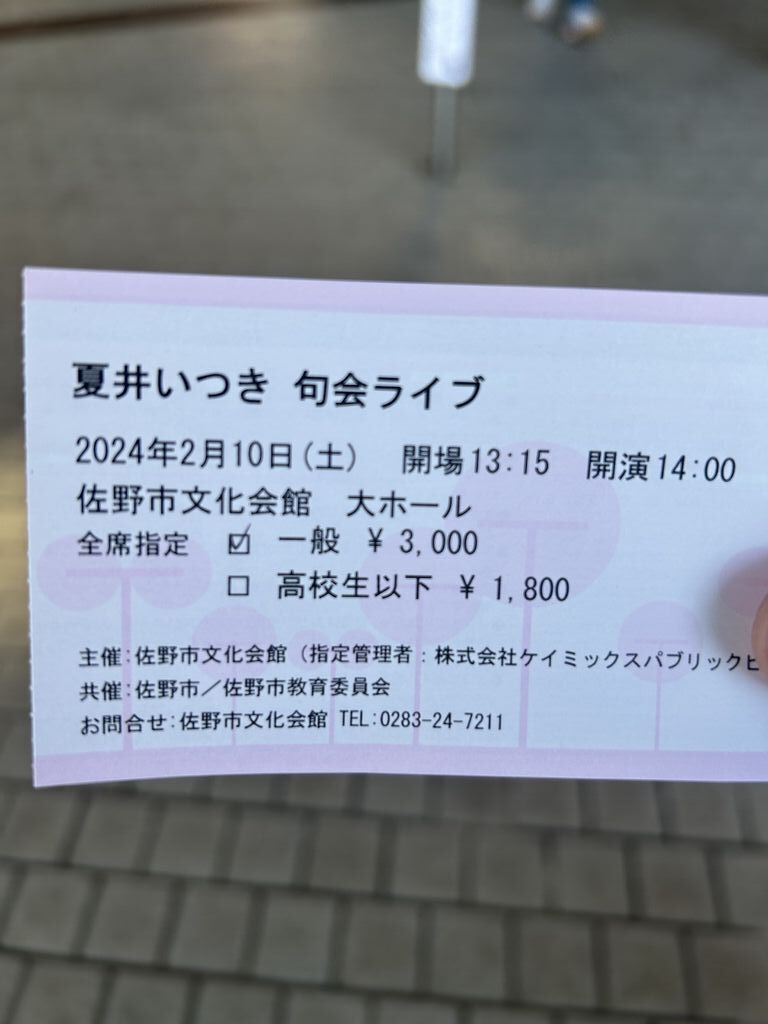 夏井いつき 句会ライブ
2024年2月10日(土) 開場13:15 開演14:00
佐野市文化会館 大ホール
全席指定 ☑ 一般 ¥ 3,000
☐ 高校生以下 ¥ 1,800
主催:佐野市文化会館 (指定管理者:株式会社ケイミックスパブリックビ
共催:佐野市/佐野市教育委員会
お問合せ:佐野市文化会館 TEL:0283-24-7211